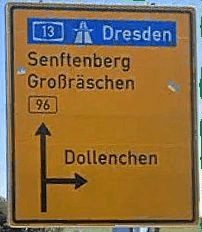 13 Dresden
Senftenberg
Großräschen
96
Dollenchen